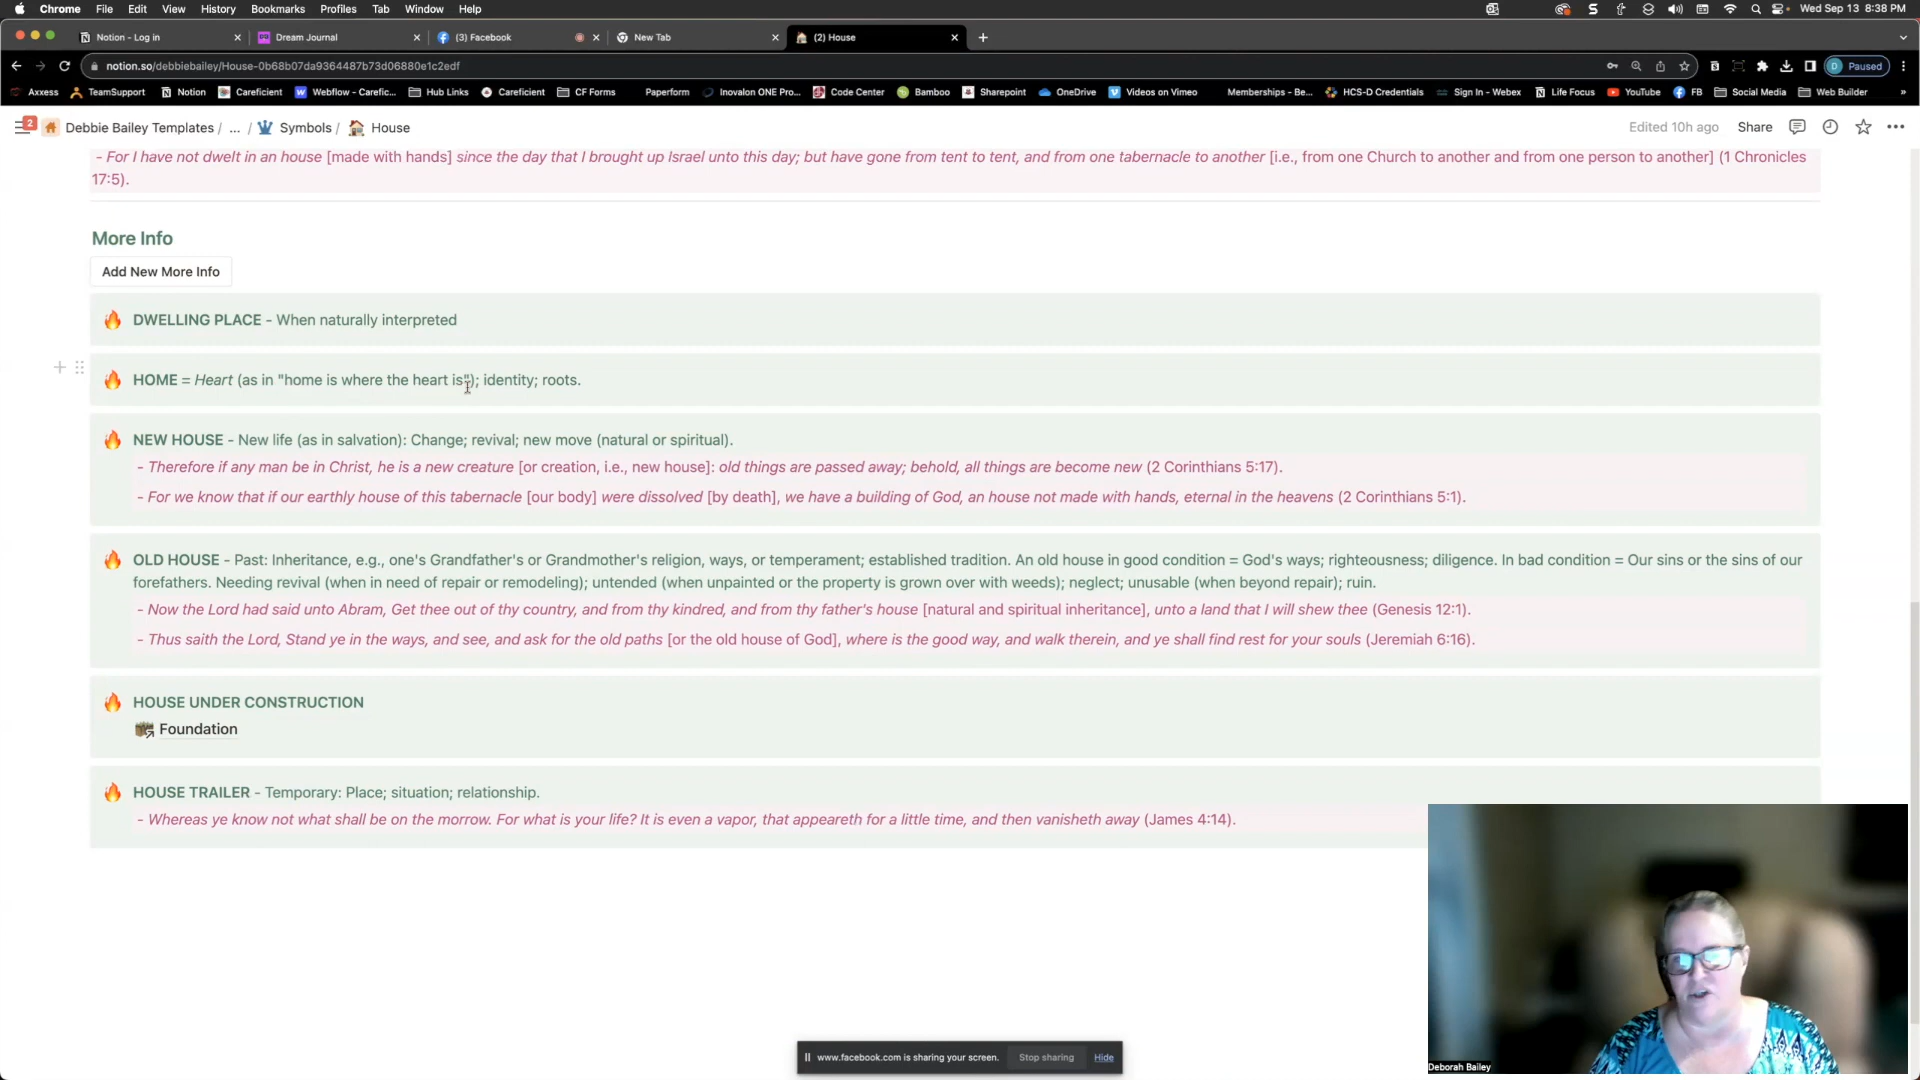 Chrome File Edit View History Bookmarks Profiles Tab Window Help Wed Sep 13 8:38 PM
Notion - Log in Dream Journal (3) Facebook New Tab (2) House
notion.so/debbiebailey/House-0b68b07da9364487b73d06880e1c2edf D Paused
Axxess TeamSupport Notion Careficient Webflow - Carefic... Hub Links Careficient CF Forms Paperform Inovalon ONE Pro... Code Center Bamboo Sharepoint OneDrive Videos on Vimeo Memberships - Be... HCS-D Credentials Sign In - Webex Life Focus YouTube FB Social Media Web Builder »
2 Debbie Bailey Templates / ... / Symbols / House Edited 10h ago Share
- For I have not dwelt in an house [made with hands] since the day that I brought up Israel unto this day; but have gone from tent to tent, and from one tabernacle to another [i.e., from one Church to another and from one person to another] (1 Chronicles
17:5).
More Info
Add New More Info
DWELLING PLACE - When naturally interpreted
HOME = Heart (as in "home is where the heart is"); identity; roots.
NEW HOUSE - New life (as in salvation): Change; revival; new move (natural or spiritual).
- Therefore if any man be in Christ, he is a new creature [or creation, i.e., new house]: old things are passed away; behold, all things are become new (2 Corinthians 5:17).
- For we know that if our earthly house of this tabernacle [our body] were dissolved [by death], we have a building of God, an house not made with hands, eternal in the heavens (2 Corinthians 5:1).
OLD HOUSE - Past: Inheritance, e.g., one's Grandfather's or Grandmother's religion, ways, or temperament; established tradition. An old house in good condition = God's ways; righteousness; diligence. In bad condition = Our sins or the sins of our
forefathers. Needing revival (when in need of repair or remodeling); untended (when unpainted or the property is grown over with weeds); neglect; unusable (when beyond repair); ruin.
- Now the Lord had said unto Abram, Get thee out of thy country, and from thy kindred, and from thy father's house [natural and spiritual inheritance], unto a land that I will shew thee (Genesis 12:1).
- Thus saith the Lord, Stand ye in the ways, and see, and ask for the old paths [or the old house of God], where is the good way, and walk therein, and ye shall find rest for your souls (Jeremiah 6:16).
HOUSE UNDER CONSTRUCTION
Foundation
HOUSE TRAILER - Temporary: Place; situation; relationship.
- Whereas ye know not what shall be on the morrow. For what is your life? It is even a vapor, that appeareth for a little time, and then vanisheth away (James 4:14).
www.facebook.com is sharing your screen. Stop sharing Hide
Deborah Bailey